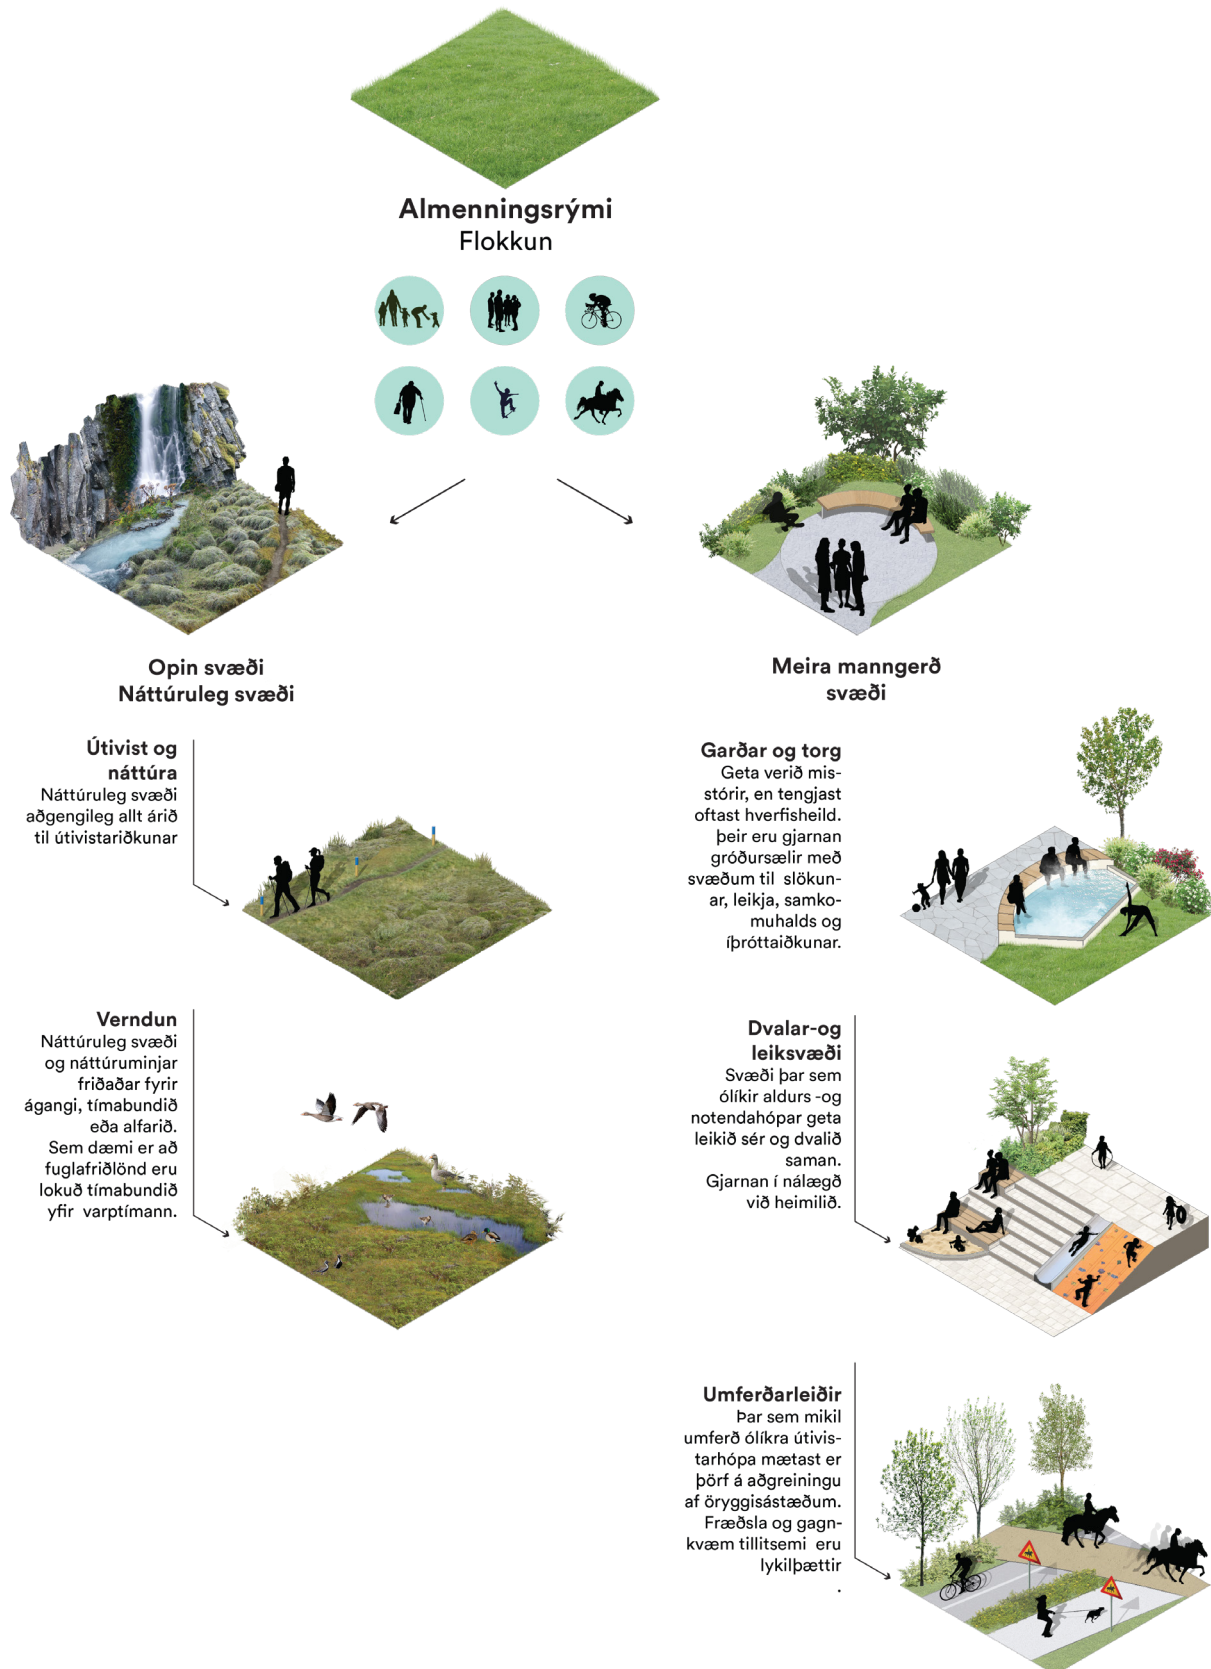 Almenningsrými
Flokkun
Opin svæði
Náttúruleg svæði
Útivist og
náttúra
Náttúruleg svæði
aðgengileg allt árið
til útivistariðkunar
Verndun
Náttúruleg svæði
og náttúruminjar
friðaðar fyrir
ágangi, tímabundið
eða alfarið.
Sem dæmi er að
fuglafriðlönd eru
lokuð tímabundið
yfir varptímann.
Meira manngerð
svæði
Garðar og torg
Geta verið mis-
stórir, en tengjast
oftast hverfisheild.
þeir eru gjarnan
gróðursælir með
svæðum til slökun-
ar, leikja, samko-
muhalds og
íþróttaiðkunar.
Dvalar-og
leiksvæði
Svæði þar sem
ólíkir aldurs -og
notendahópar geta
leikið sér og dvalið
saman.
Gjarnan í nálægð
við heimilið.
Umferðarleiðir
Þar sem mikil
umferð ólíkra útivis-
tarhópa mætast er
þörf á aðgreiningu
af öryggisástæðum.
Fræðsla og gagn-
kvæm tillitsemi eru
lykilþættir
.